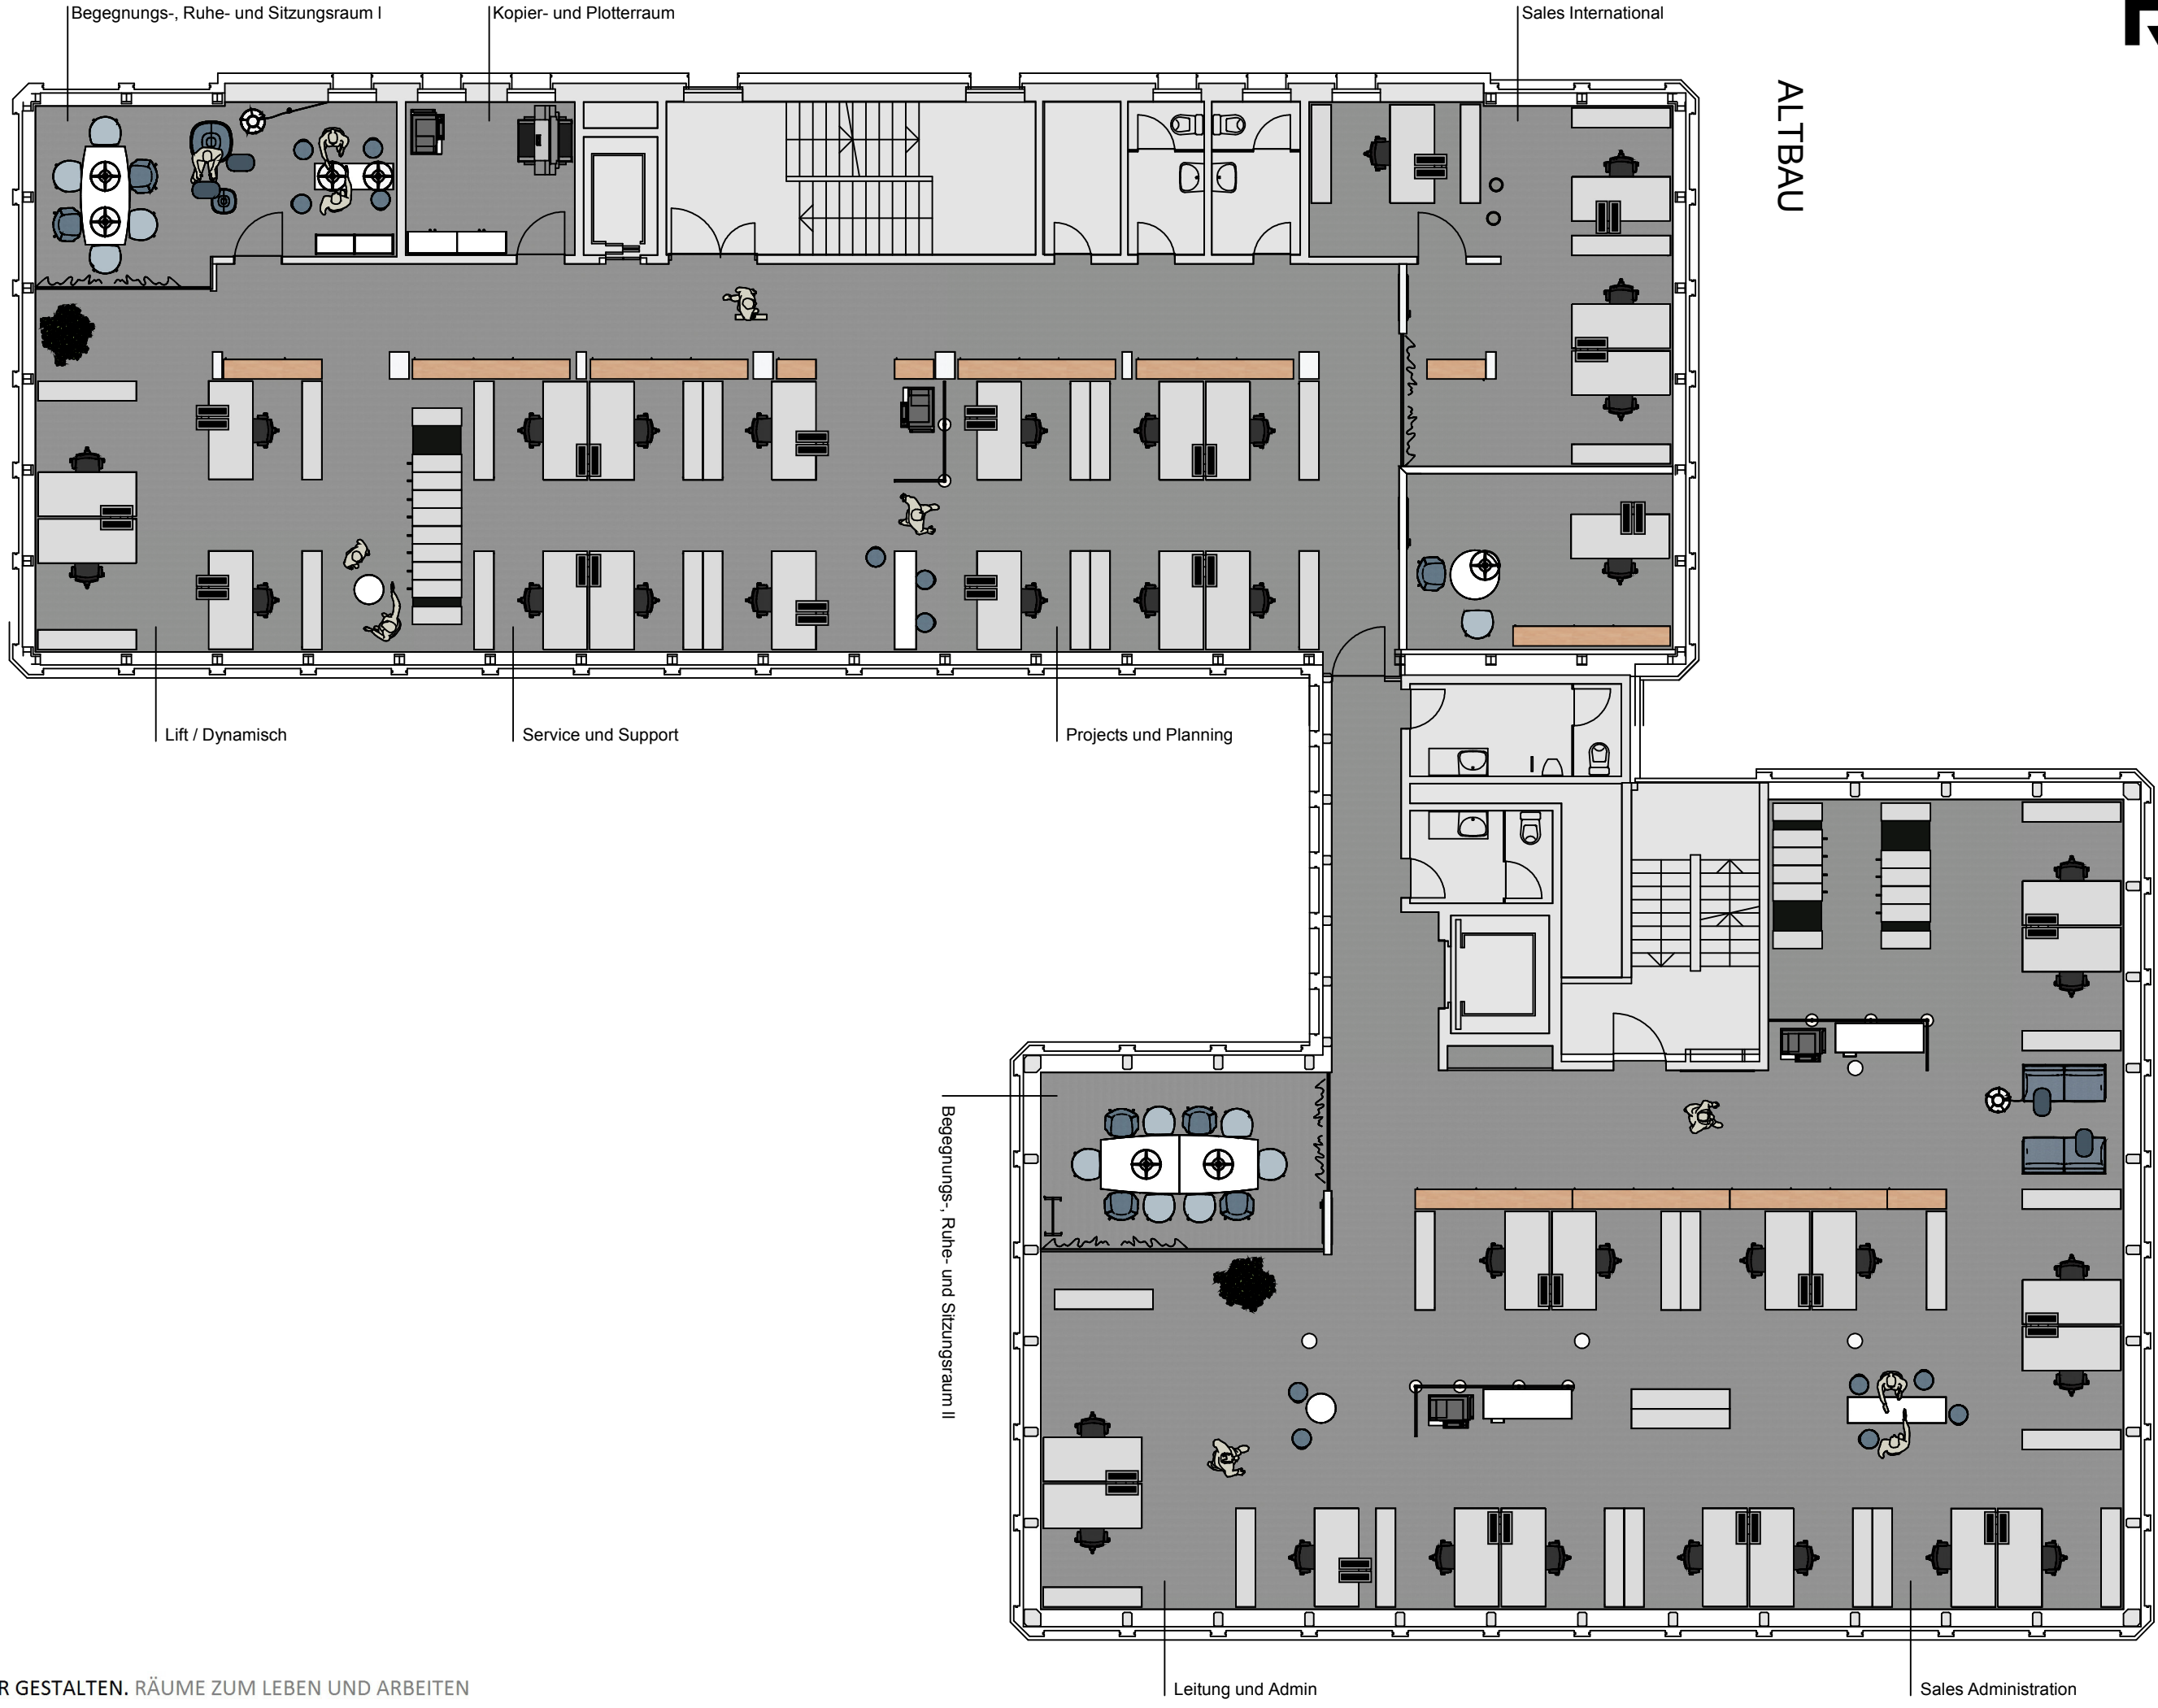 Begegnungs-, Ruhe- und Sitzungsraum I
Kopier- und Plotterraum
Sales International
ALTBAU
Lift / Dynamisch
Service und Support
Projects und Planning
Begegnungs-, Ruhe- und Sitzungsraum II
Leitung und Admin
Sales Administration
R GESTALTEN. RÄUME ZUM LEBEN UND ARBEITEN